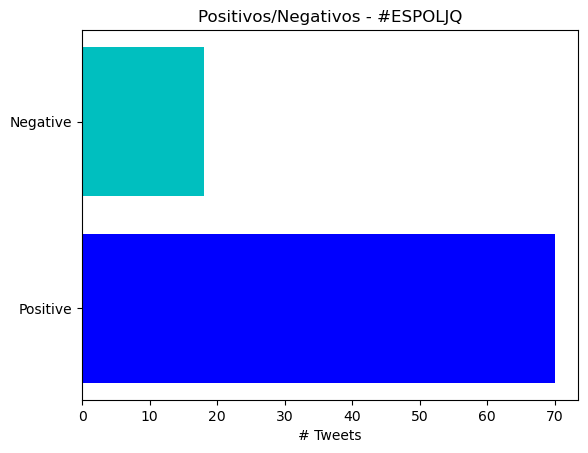 Positivos/Negativos - #ESPOLJQ
Negative
Positive
0 10 20 30 40 50 60 70
# Tweets